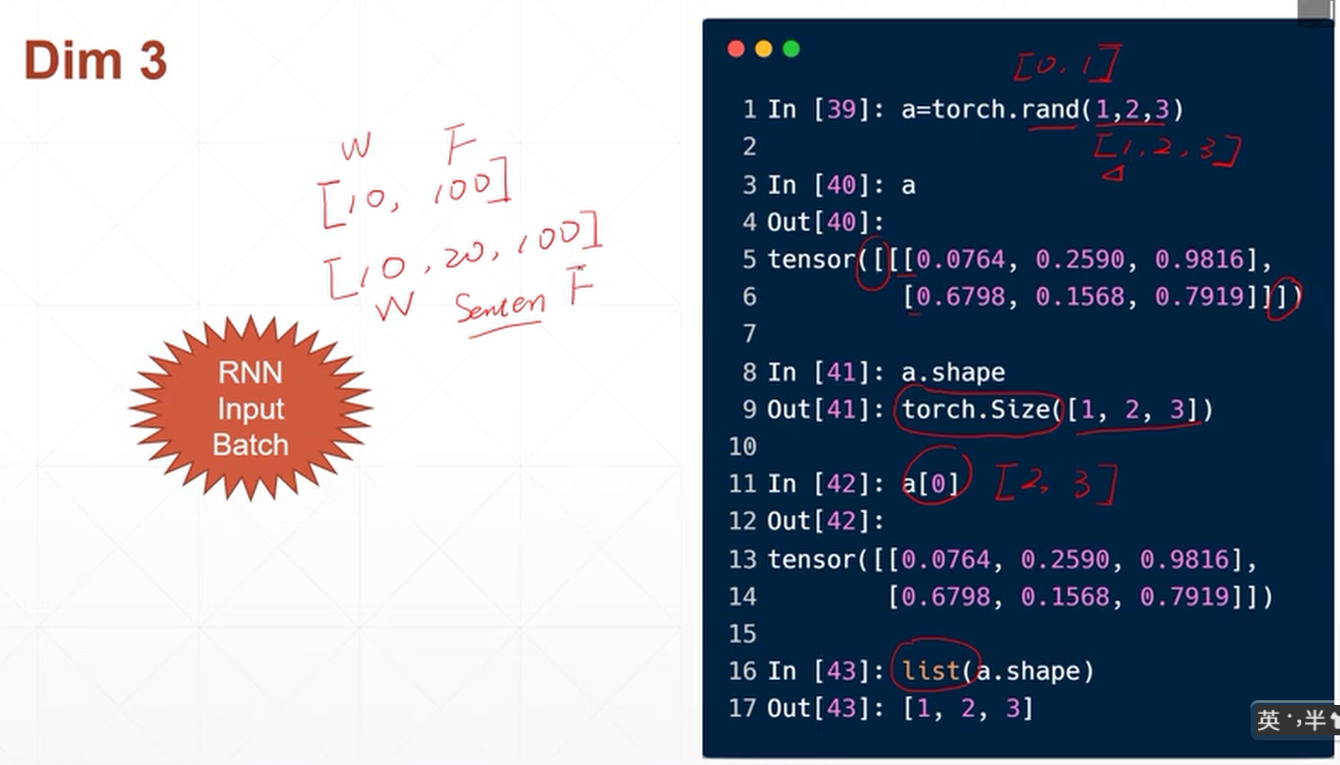 Dim 3
W F
[10, 100]
[10, 20, 100]
W Senten F
RNN
Input
Batch
[0, 1]
1 In [39]: a=torch.rand(1,2,3)
2 [1, 2, 3]
3 In [40]: a
4 Out[40]:
5 tensor([[[0.0764, 0.2590, 0.9816],
6 [0.6798, 0.1568, 0.7919]]])
7
8 In [41]: a.shape
9 Out[41]: torch.Size([1, 2, 3])
10
11 In [42]: a[0] [2, 3]
12 Out[42]:
13 tensor([[0.0764, 0.2590, 0.9816],
14 [0.6798, 0.1568, 0.7919]])
15
16 In [43]: list(a.shape)
17 Out[43]: [1, 2, 3]
英 ·, 半